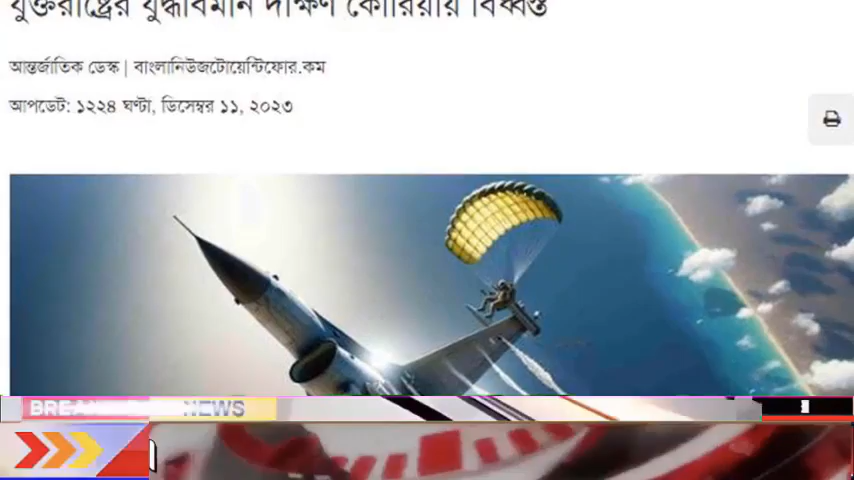 যুক্তরাষ্ট্রের যুদ্ধবিমান দক্ষিণ কোরিয়ায় বিধ্বস্ত
আন্তর্জাতিক ডেস্ক | বাংলানিউজটোয়েন্টিফোর.কম
আপডেট: ১২২৪ ঘণ্টা, ডিসেম্বর ১১, ২০২৩
NEWS